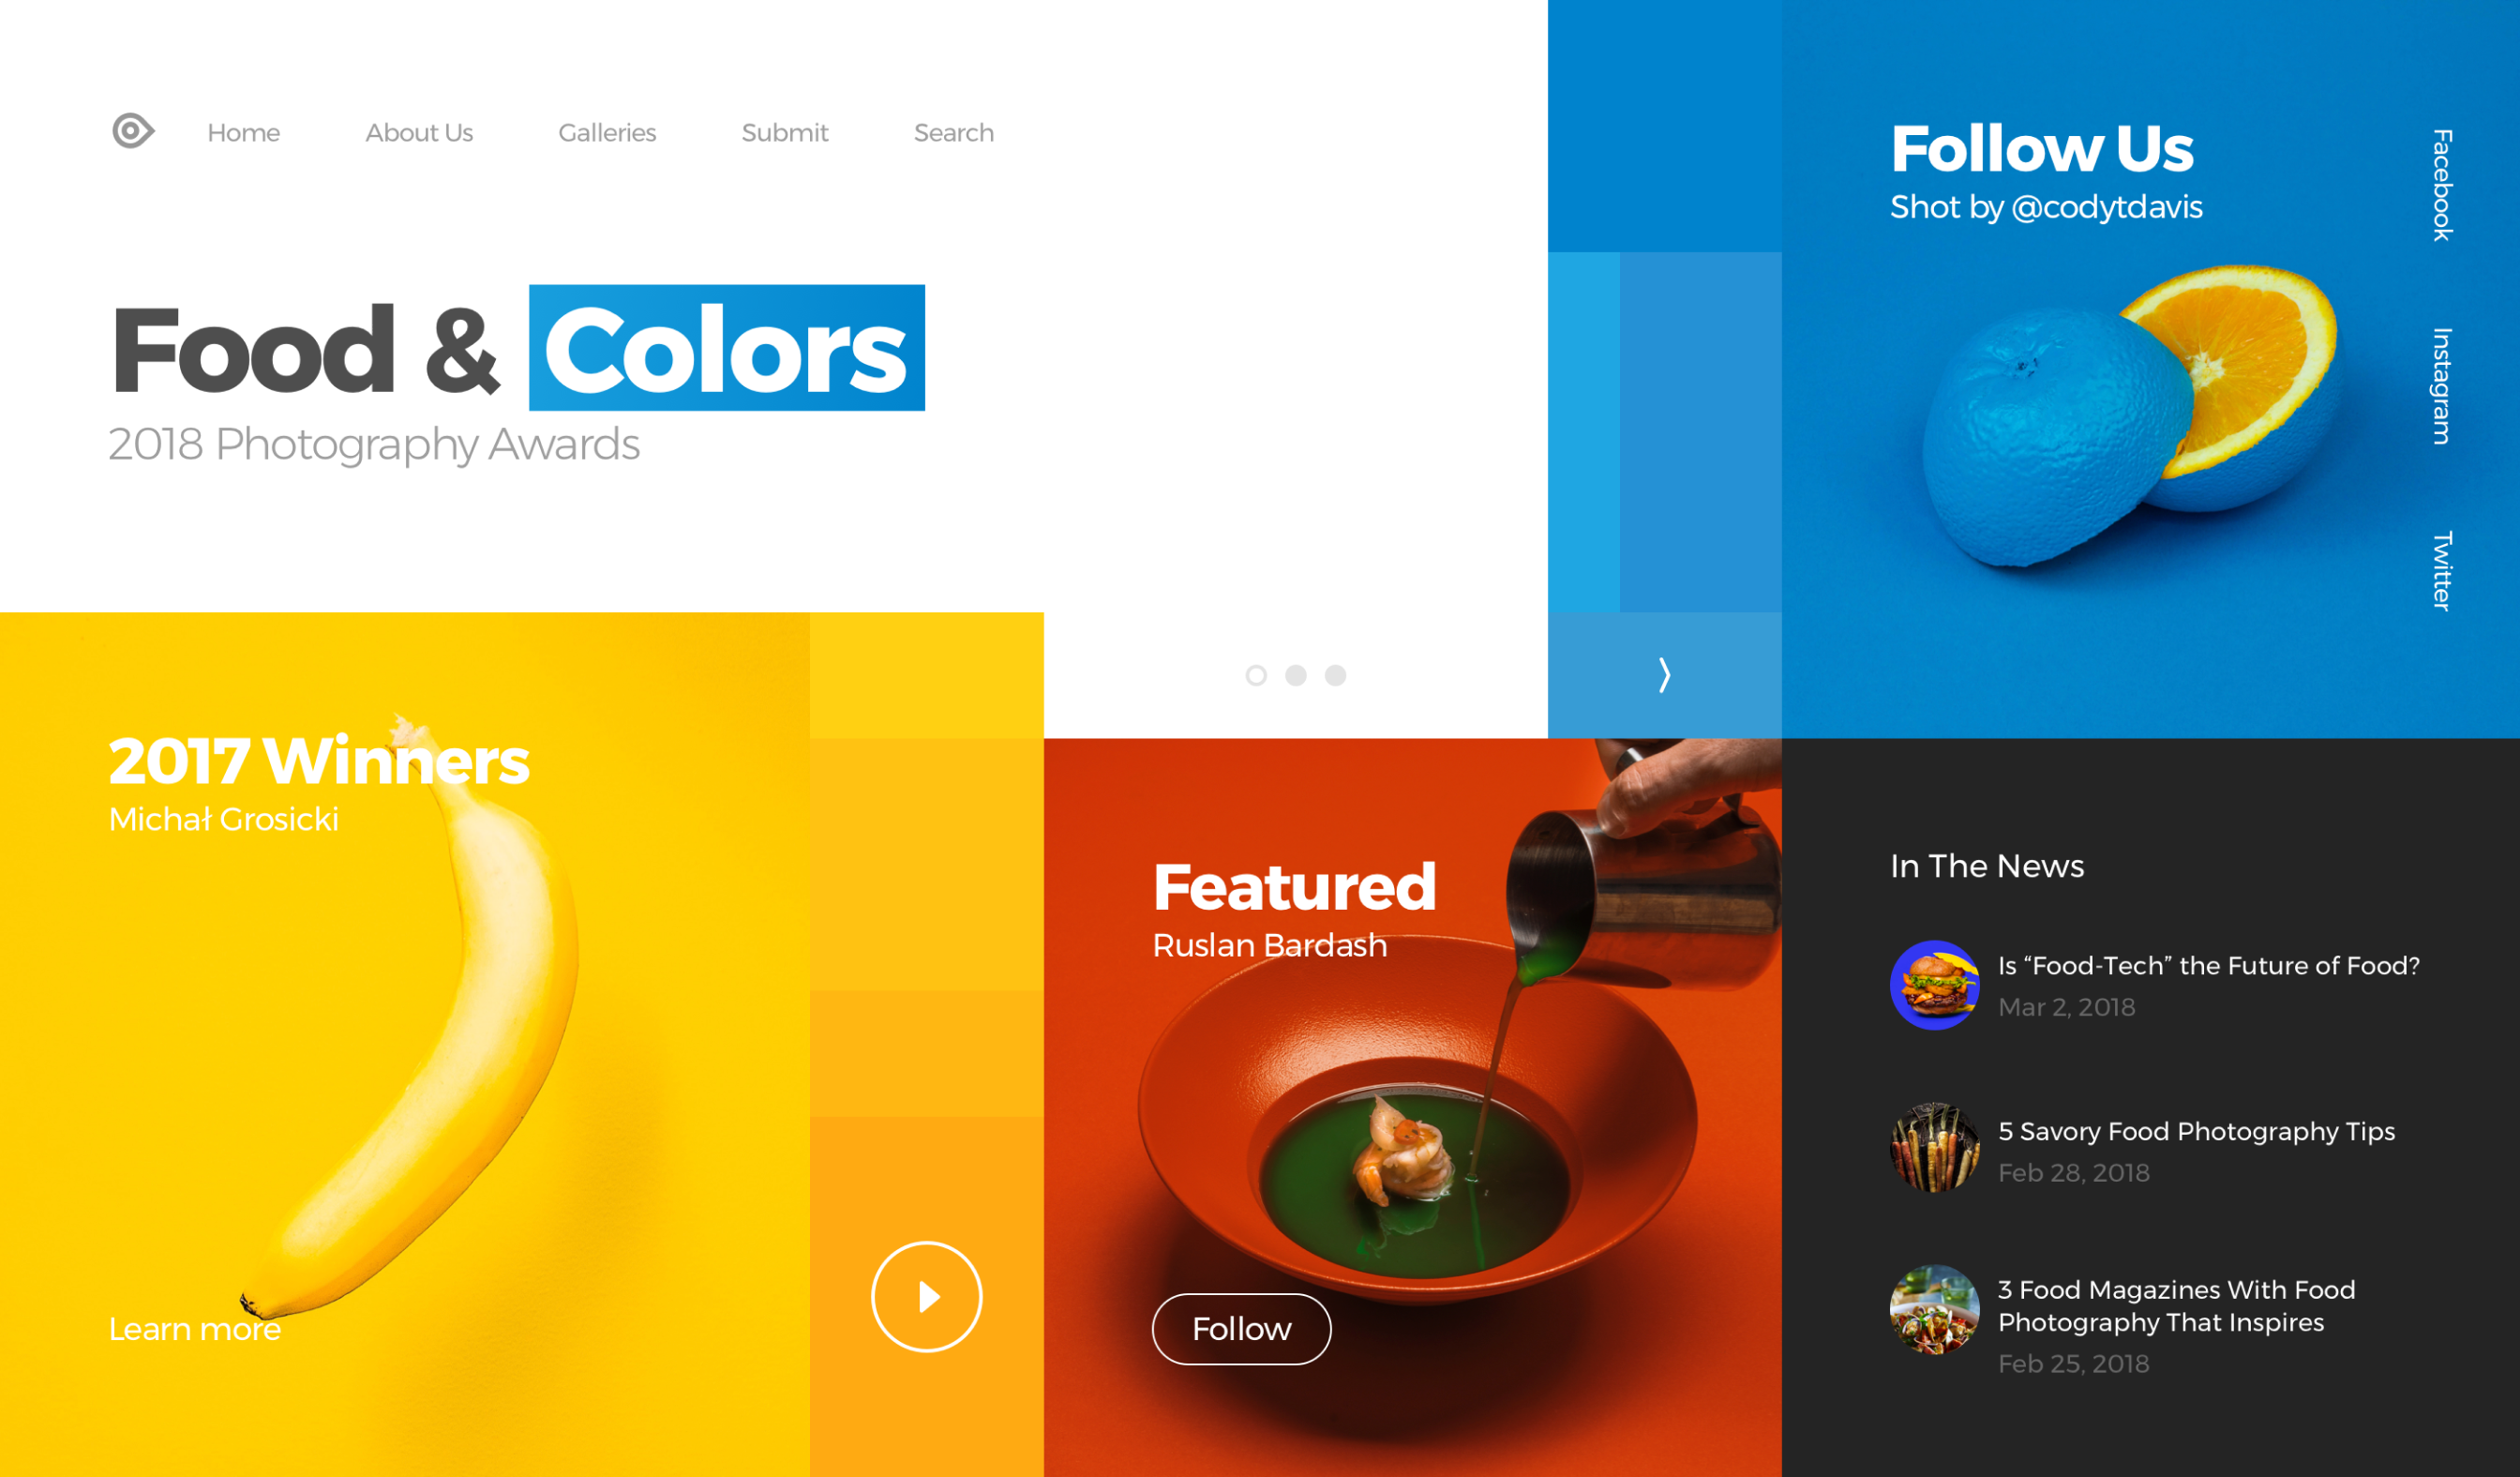 Home
About Us
Galleries
Submit
Search
Food & Colors
2018 Photography Awards
Follow Us
Shot by @codytdavis
Facebook
Instagram
Twitter
2017 Winners
Michał Grosicki
Learn more
Featured
Ruslan Bardash
Follow
In The News
Is “Food-Tech” the Future of Food?
Mar 2, 2018
5 Savory Food Photography Tips
Feb 28, 2018
3 Food Magazines With Food
Photography That Inspires
Feb 25, 2018